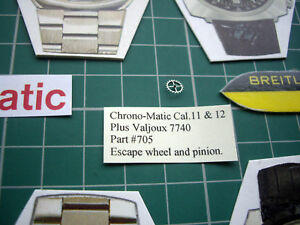 BREITL
atic
Chrono-Matic Cal.11 & 12
Plus Valjoux 7740
Part #705
Escape wheel and pinion.